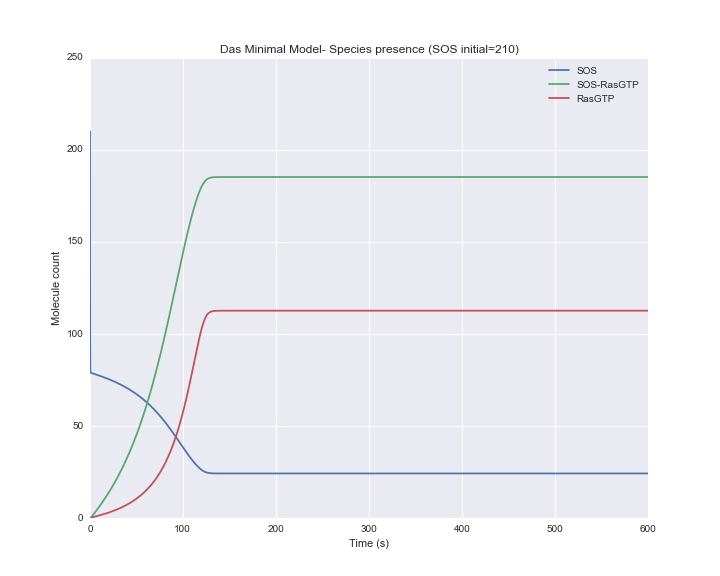 Das Minimal Model- Species presence (SOS initial=210)
250
200
150
100
50
0
Molecule count
SOS
SOS-RasGTP
RasGTP
0 100 200 300 400 500 600
Time (s)